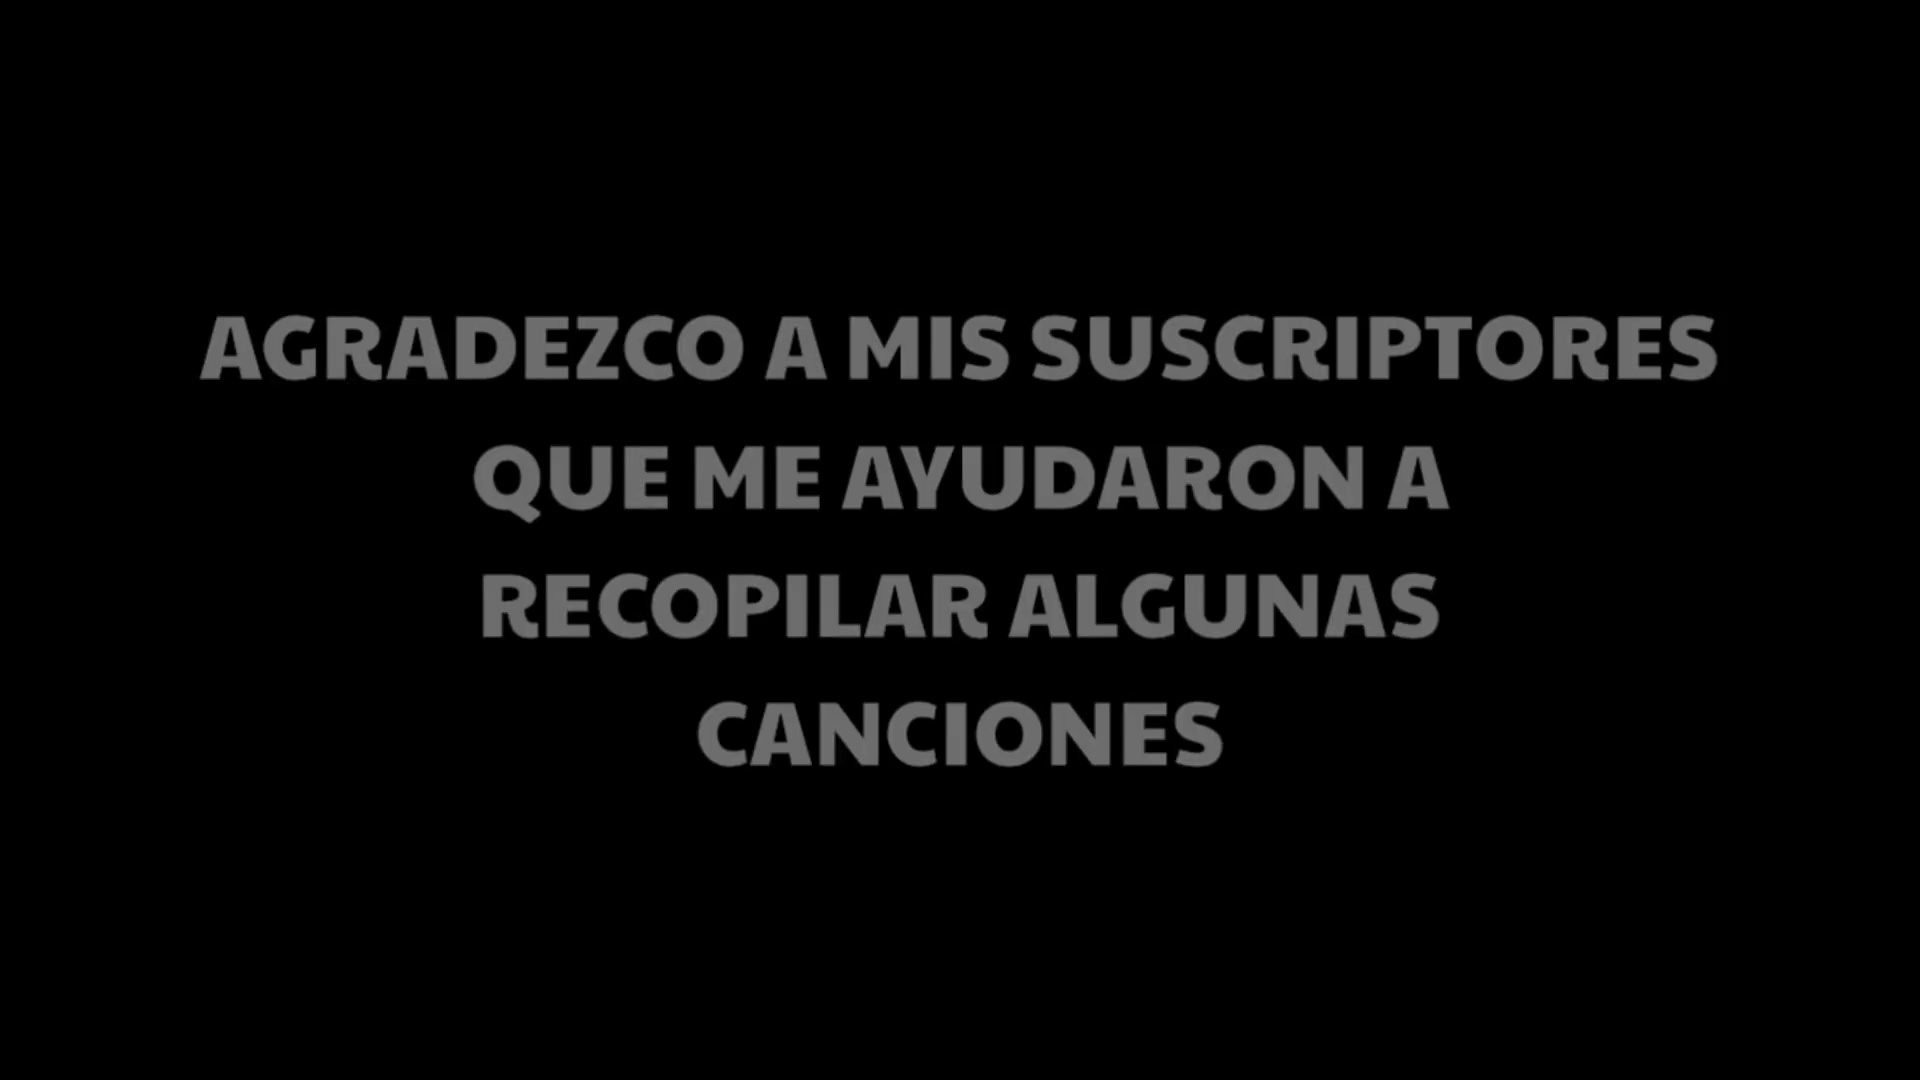 AGRADEZCO A MIS SUSCRIPTORES
QUE ME AYUDARON A
RECOPILAR ALGUNAS
CANCIONES